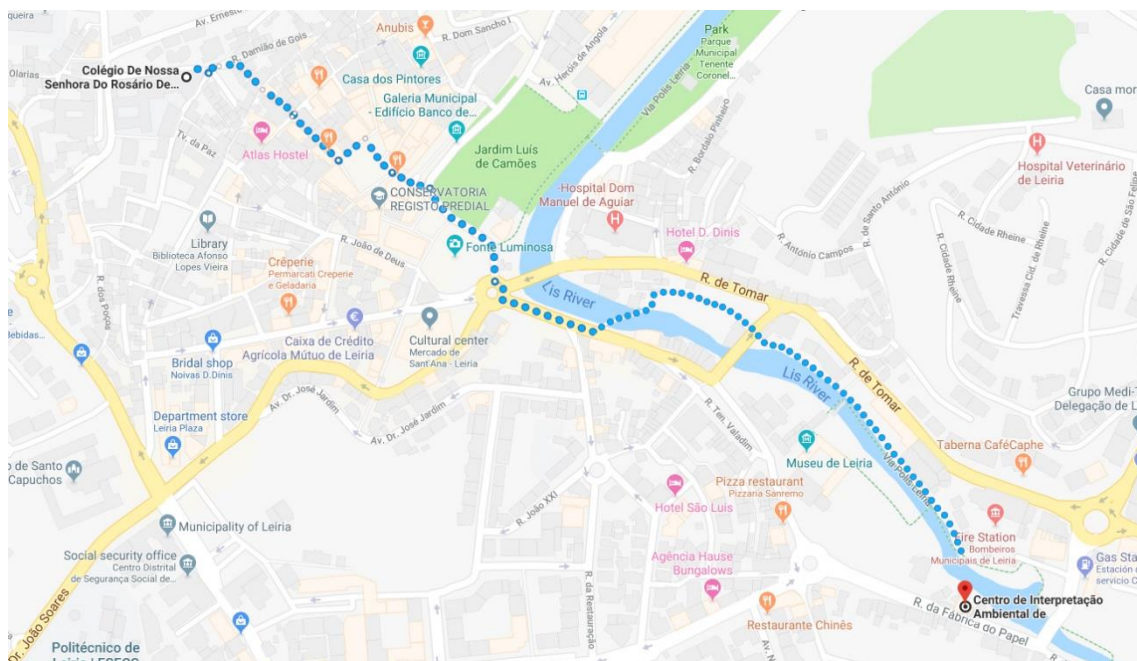 Av. Ernesto
R. Dom Sancho I
Anubis
Olarias
R. Damião de Gois
Colégio De Nossa
Senhora Do Rosário De...
Casa dos Pintores
Galeria Municipal
- Edifício Banco de...
Av. Heróis de Angola
Park
Parque
Municipal
Tenente
Coronel...
Via Polis Leiria
Casa mor
Tv. da Paz
Atlas Hostel
Jardim Luís
de Camões
R. Bordalo Pinheiro
Hospital Veterinário
de Leiria
CONSERVATORIA
REGISTO PREDIAL
-Hospital Dom
Manuel de Aguiar
R. de Santo António
R. Cidade Rheine
R. Cidade Rheine
Travessa Cid. de Rheine
R. Cidade de São Felipe
Library
Biblioteca Afonso
Lopes Vieira
R. João de Deus
Fonte Luminosa
Hotel D. Dinis
R. António Campos
Crêperie
Permarcati Creperie
e Geladaria
R. dos Poços
R. de Tomar
Lis River
Bebidas...
Bridal shop
Noivas D.Dinis
Caixa de Crédito
Agrícola Mútuo de Leiria
Cultural center
Mercado de
Sant'Ana - Leiria
Av. Dr. José Jardim
Av. Dr. José Jardim
Lis River
R. de Tomar
Grupo Medi-T
Delegação de L
Department store
Leiria Plaza
R. Ten. Valadim
Taberna CaféCaphe
o de Santo
Capuchos
Museu de Leiria
Via Polis Leiria
Pizza restaurant
Pizzaria Sanremo
Hotel São Luis
R. João XXI
Municipality of Leiria
Fire Station
Bombeiros
Municipais de Leiria
Social security office
Centro Distrital
de Segurança Social de...
Agência Hause
Bungalows
R. da Restauração
Gas Sta
Estación d
servicio C
Centro de Interpretação
Ambiental de
R. da Fábrica do Papel
Restaurante Chinês
Av. N
Dr. João Soares
Politécnico de